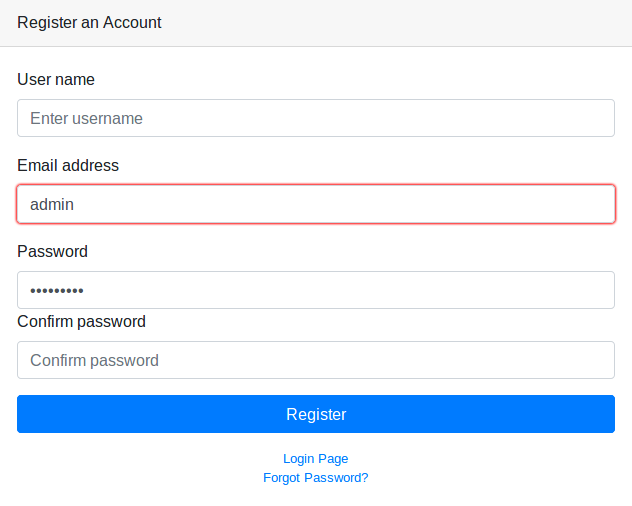 Register an Account
User name
Enter username
Email address
admin
Password
•••••••••
Confirm password
Confirm password
Register
Login Page
Forgot Password?